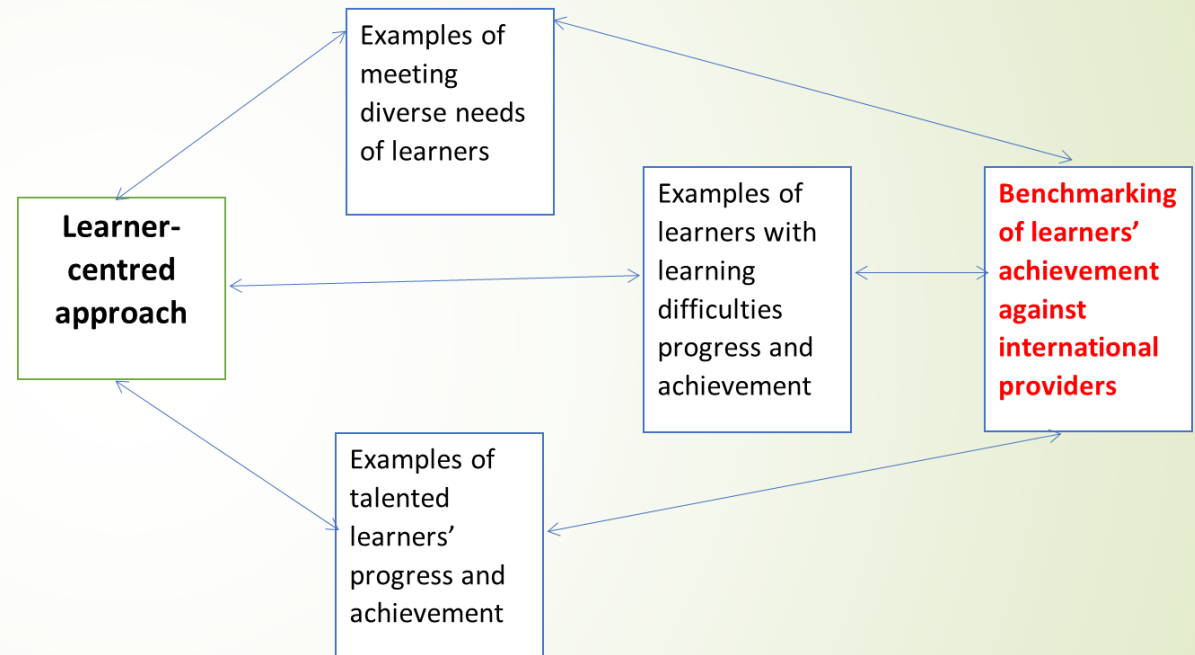 Examples of
meeting
diverse needs
of learners
Learner-
centred
approach
Examples of
learners with
learning
difficulties
progress and
achievement
Benchmarking
of learners’
achievement
against
international
providers
Examples of
talented
learners’
progress and
achievement